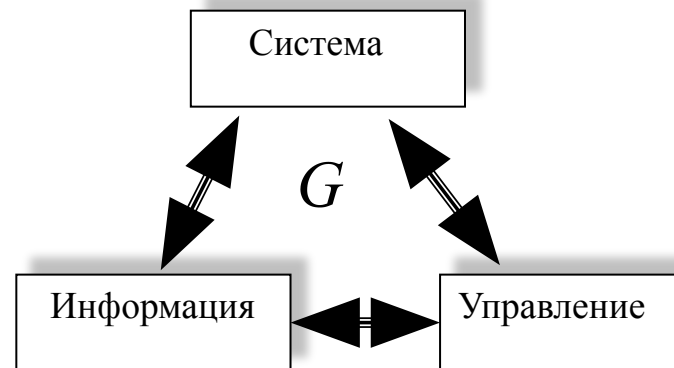 Система
G
Информация
Управление